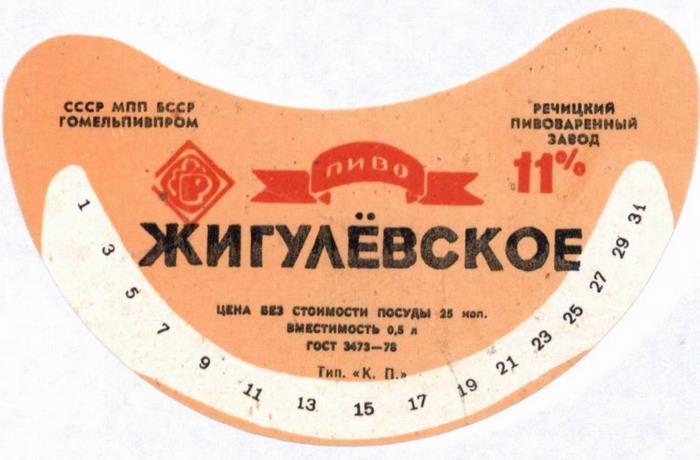 СССР МПП БССР
ГОМЕЛЬПИВПРОМ
РЕЧИЦКИЙ
ПИВОВАРЕННЫЙ
ЗАВОД
11%
ПИВО
Р
ЖИГУЛЁВСКОЕ
ЦЕНА БЕЗ СТОИМОСТИ ПОСУДЫ 25 коп.
ВМЕСТИМОСТЬ 0,5 л
ГОСТ 3473—78
Тип. «К. П.»
1 3 5 7 9 11 13 15 17 19 21 23 25 27 29 31